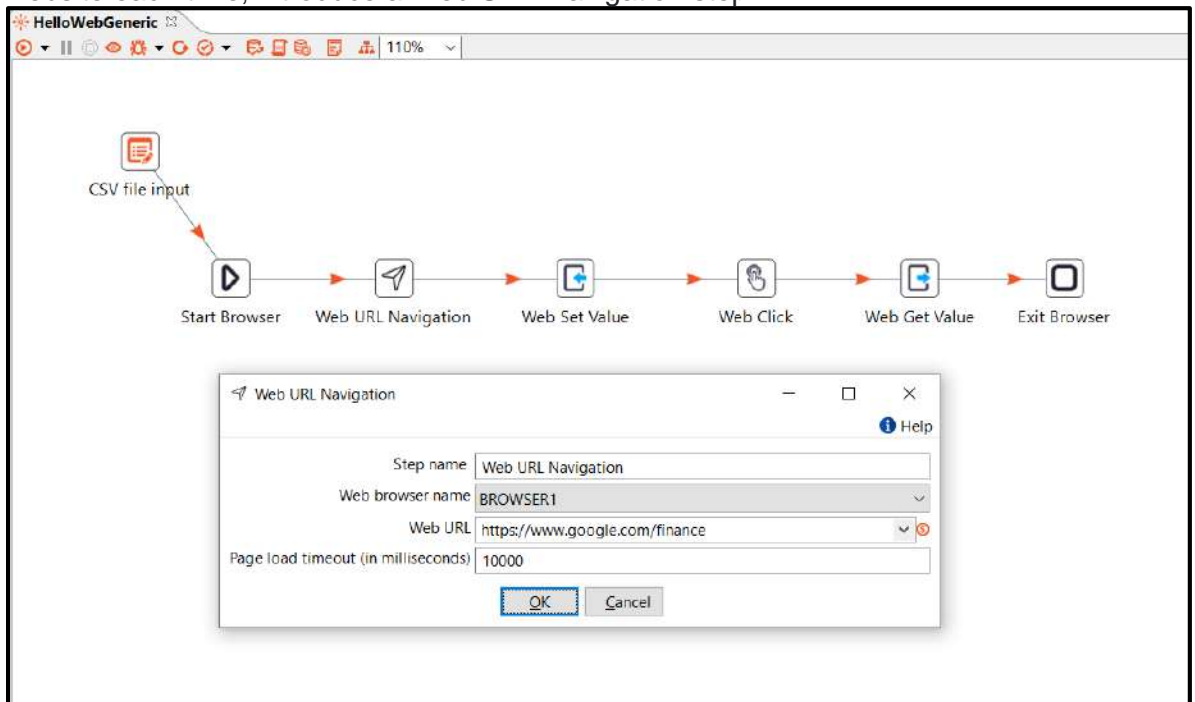 HelloWebGeneric
110%
CSV file input
Start Browser Web URL Navigation Web Set Value Web Click Web Get Value Exit Browser
Web URL Navigation
Help
Step name Web URL Navigation
Web browser name BROWSER1
Web URL https://www.google.com/finance
Page load timeout (in milliseconds) 10000
OK Cancel